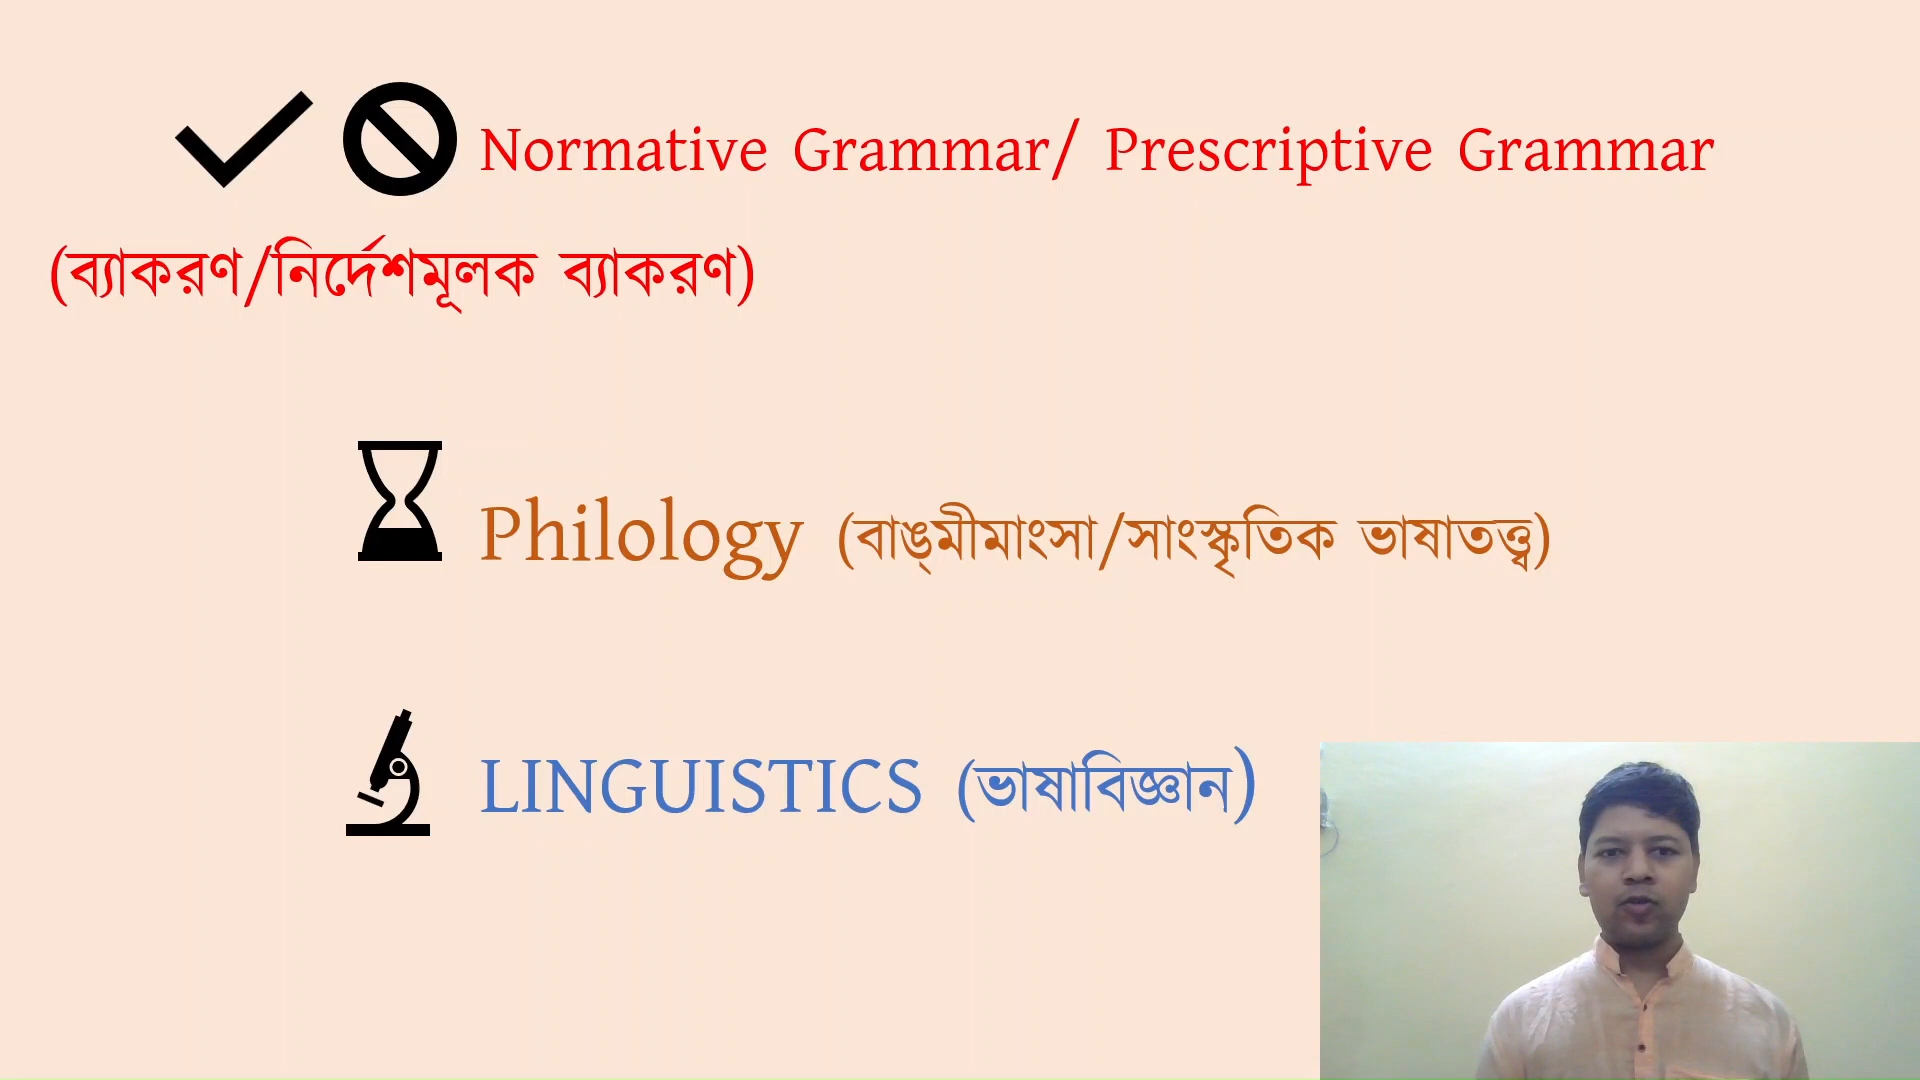 Normative Grammar/ Prescriptive Grammar
(ব্যাকরণ/নির্দেশমূলক ব্যাকরণ)
Philology (বাঙ্‌মীমাংসা/সাংস্কৃতিক ভাষাতত্ত্ব)
LINGUISTICS (ভাষাবিজ্ঞান)